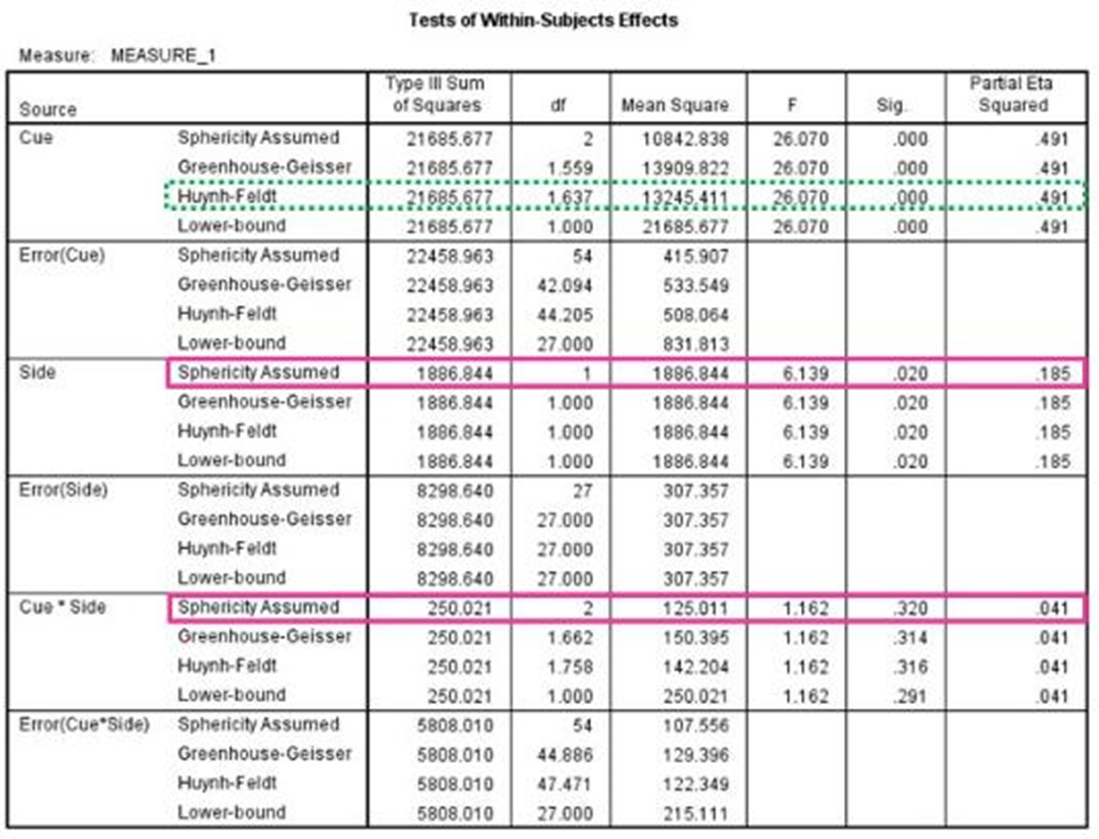 Tests of Within-Subjects Effects
Measure: MEASURE_1
Source Type III Sum of Squares df Mean Square F Sig. Partial Eta Squared
Cue Sphericity Assumed 21685.677 2 10842.838 26.070 .000 .491
Greenhouse-Geisser 21685.677 1.559 13909.822 26.070 .000 .491
Huynh-Feldt 21685.677 1.637 13245.411 26.070 .000 .491
Lower-bound 21685.677 1.000 21685.677 26.070 .000 .491
Error(Cue) Sphericity Assumed 22458.963 54 415.907
Greenhouse-Geisser 22458.963 42.094 533.549
Huynh-Feldt 22458.963 44.205 508.064
Lower-bound 22458.963 27.000 831.813
Side Sphericity Assumed 1886.844 1 1886.844 6.139 .020 .185
Greenhouse-Geisser 1886.844 1.000 1886.844 6.139 .020 .185
Huynh-Feldt 1886.844 1.000 1886.844 6.139 .020 .185
Lower-bound 1886.844 1.000 1886.844 6.139 .020 .185
Error(Side) Sphericity Assumed 8298.640 27 307.357
Greenhouse-Geisser 8298.640 27.000 307.357
Huynh-Feldt 8298.640 27.000 307.357
Lower-bound 8298.640 27.000 307.357
Cue * Side Sphericity Assumed 250.021 2 125.011 1.162 .320 .041
Greenhouse-Geisser 250.021 1.662 150.395 1.162 .314 .041
Huynh-Feldt 250.021 1.758 142.204 1.162 .316 .041
Lower-bound 250.021 1.000 250.021 1.162 .291 .041
Error(Cue*Side) Sphericity Assumed 5808.010 54 107.556
Greenhouse-Geisser 5808.010 44.886 129.396
Huynh-Feldt 5808.010 47.471 122.349
Lower-bound 5808.010 27.000 215.111